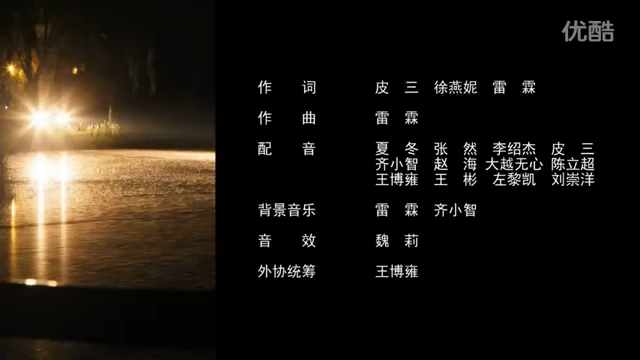 优酷
作 词 皮 三 徐燕妮 雷 霖
作 曲 雷 霖
配 音 夏 冬 张 然 李绍杰 皮 三
齐小智 赵 海 大越无心 陈立超
王博雍 王 彬 左黎凯 刘崇洋
背景音乐 雷 霖 齐小智
音 效 魏 莉
外协统筹 王博雍